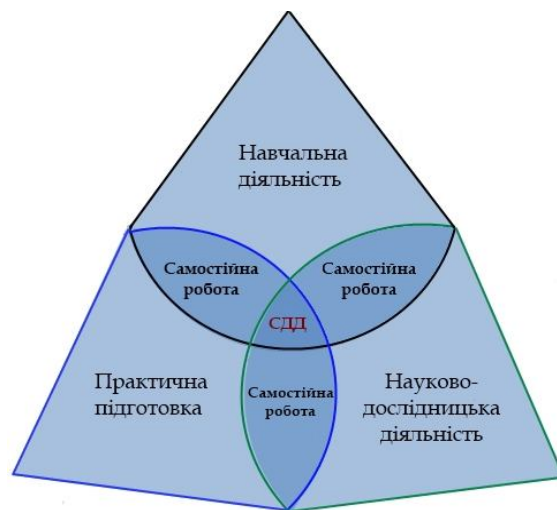 Навчальна
діяльність
Самостійна
робота
Самостійна
робота
СДД
Практична
підготовка
Самостійна
робота
Науково-
дослідницька
діяльність